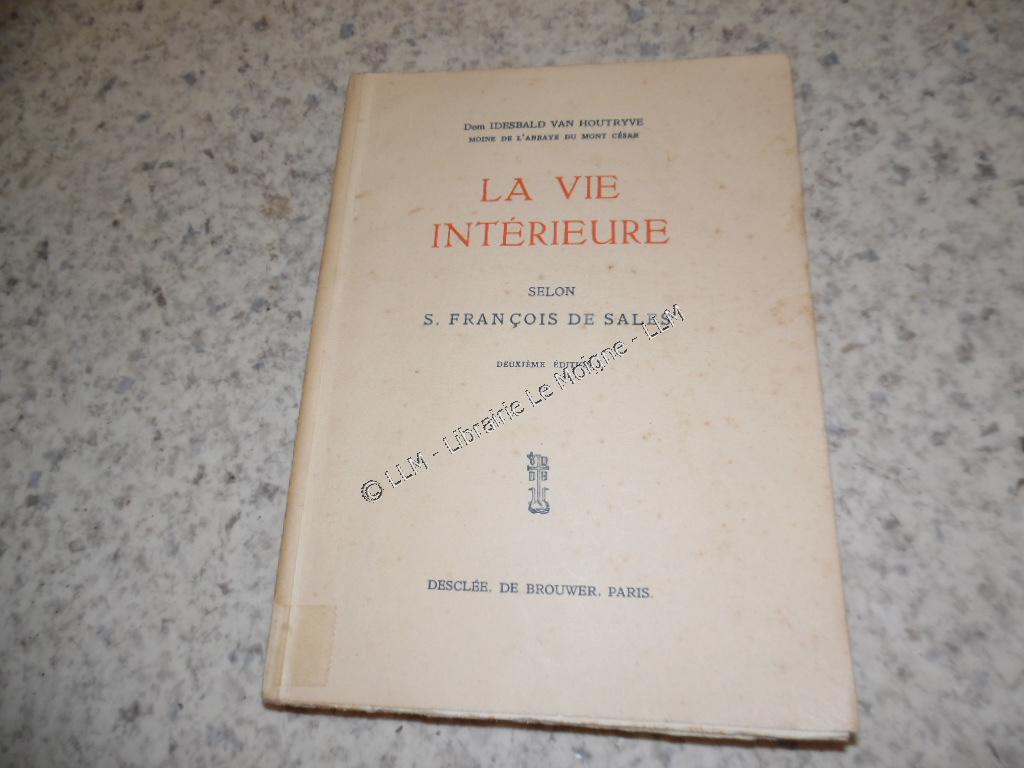 Dom IDESBALD VAN HOUTRYVE
MOINE DE L'ABBAYE DU MONT CÉSAR
LA VIE
INTÉRIEURE
SELON
S. FRANÇOIS DE SALES
DEUXIÈME ÉDITION
© LLM - Librairie Le Moigne - LLM
DESCLÉE, DE BROUWER. PARIS.